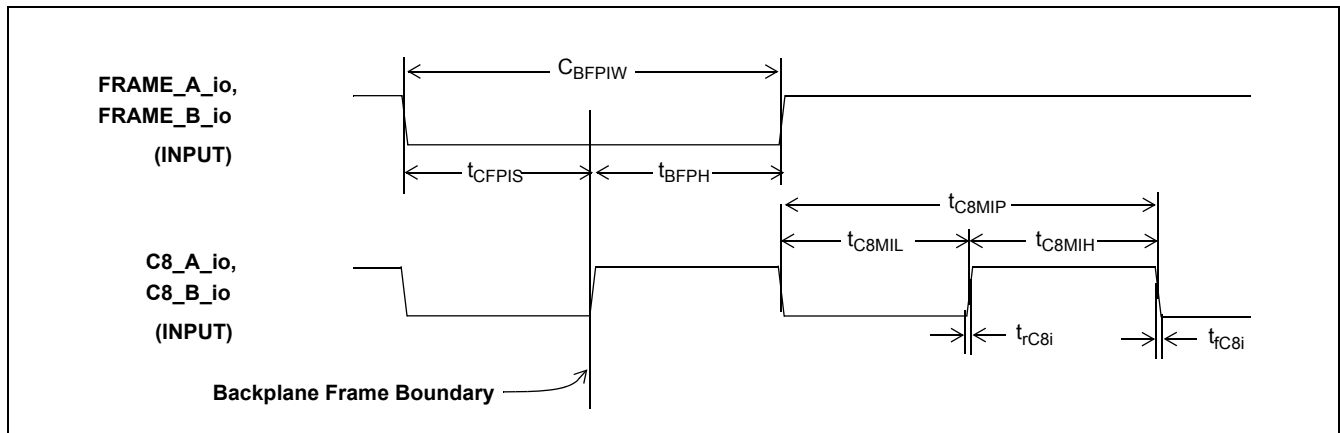 C_BFPIW
FRAME_A_io,
FRAME_B_io
(INPUT)
t_CFPIS
t_BFPH
t_C8MIP
t_C8MIL
t_C8MIH
C8_A_io,
C8_B_io
(INPUT)
t_rC8i
t_fC8i
Backplane Frame Boundary